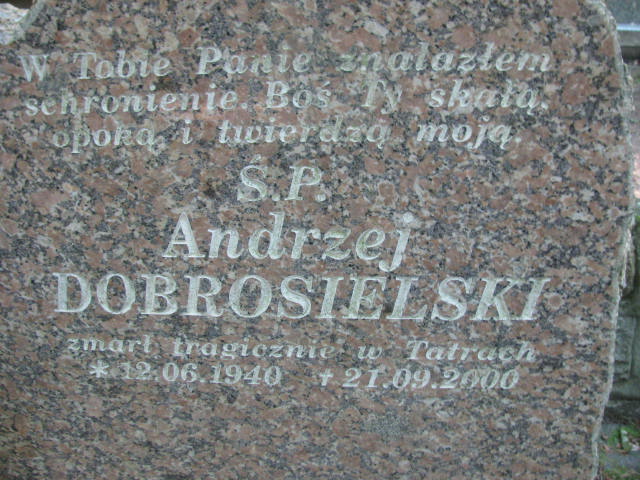 W Tobie Panie znalazłem
schronienie. Boś Ty skałą.
opoką i twierdzą moją.
Ś.P.
Andrzej
DOBROSIELSKI
zmarł tragicznie w Tatrach
* 12.06.1940 + 21.09.2000